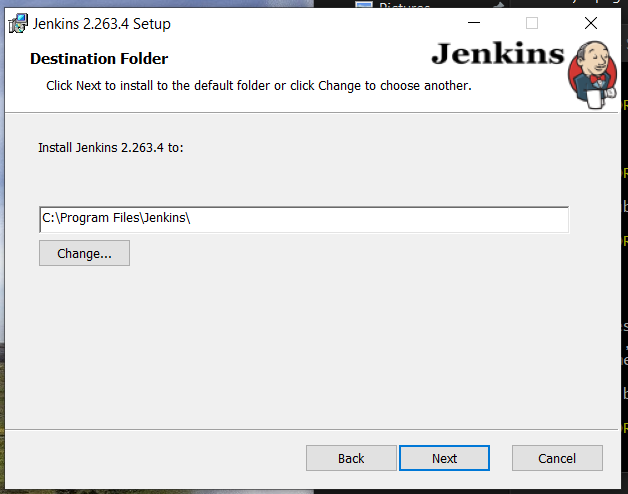 Pictures
Jenkins 2.263.4 Setup
Destination Folder
Jenkins
Click Next to install to the default folder or click Change to choose another.
Install Jenkins 2.263.4 to:
C:\Program Files\Jenkins\
Change...
Back
Next
Cancel